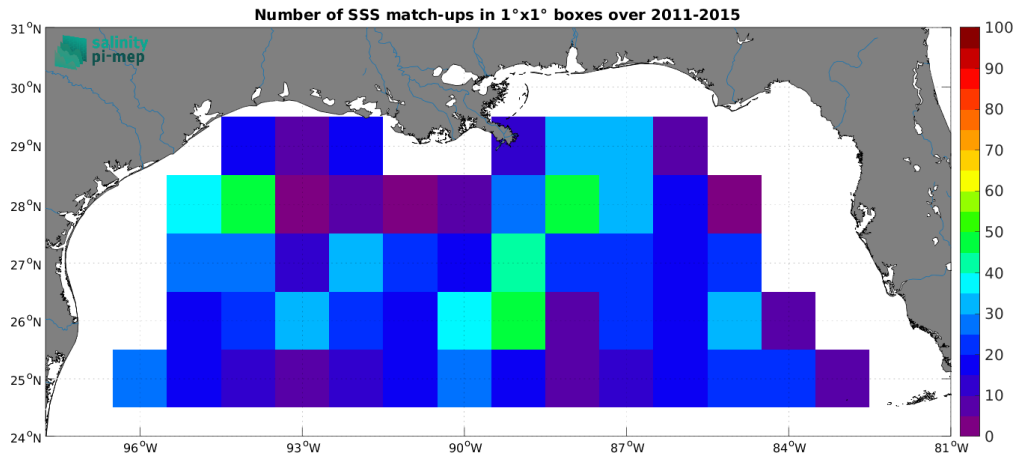 Number of SSS match-ups in 1°x1° boxes over 2011-2015
salinity
pi-mep
31°N
30°N
29°N
28°N
27°N
26°N
25°N
24°N
96°W
93°W
90°W
87°W
84°W
81°W
100
90
80
70
60
50
40
30
20
10
0